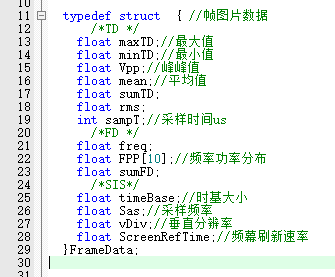 10
11 typedef struct { //帧图片数据
12 /*TD */
13 float maxTD;//最大值
14 float minTD;//最小值
15 float Vpp;//峰峰值
16 float mean;//平均值
17 float sumTD;
18 float rms;
19 int sampT;//采样时间us
20 /*FD */
21 float freq;
22 float FPP[10];//频率功率分布
23 float sumFD;
24 /*SIS*/
25 float timeBase;//时基大小
26 float Sas;//采样频率
27 float vDiv;//垂直分辨率
28 float ScreenRefTime;//频幕刷新速率
29 }FrameData;
30